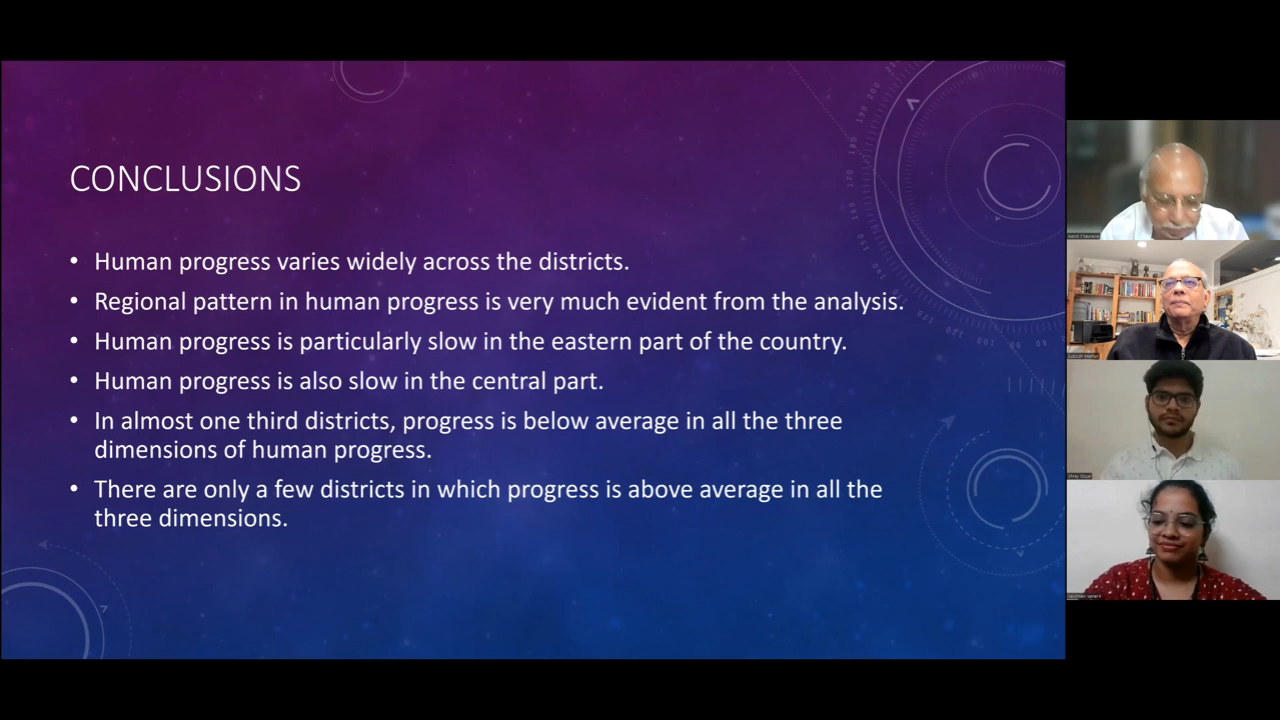 CONCLUSIONS
• Human progress varies widely across the districts.
• Regional pattern in human progress is very much evident from the analysis.
• Human progress is particularly slow in the eastern part of the country.
• Human progress is also slow in the central part.
• In almost one third districts, progress is below average in all the three
dimensions of human progress.
• There are only a few districts in which progress is above average in all the
three dimensions.